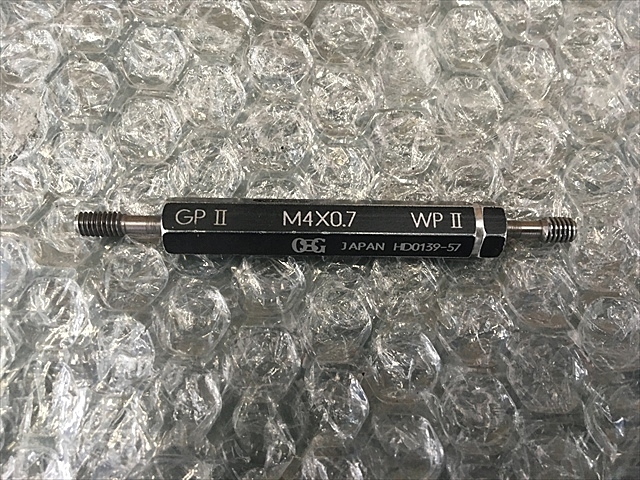 GP II M4X0.7 WP II
OSG JAPAN HD0139-57